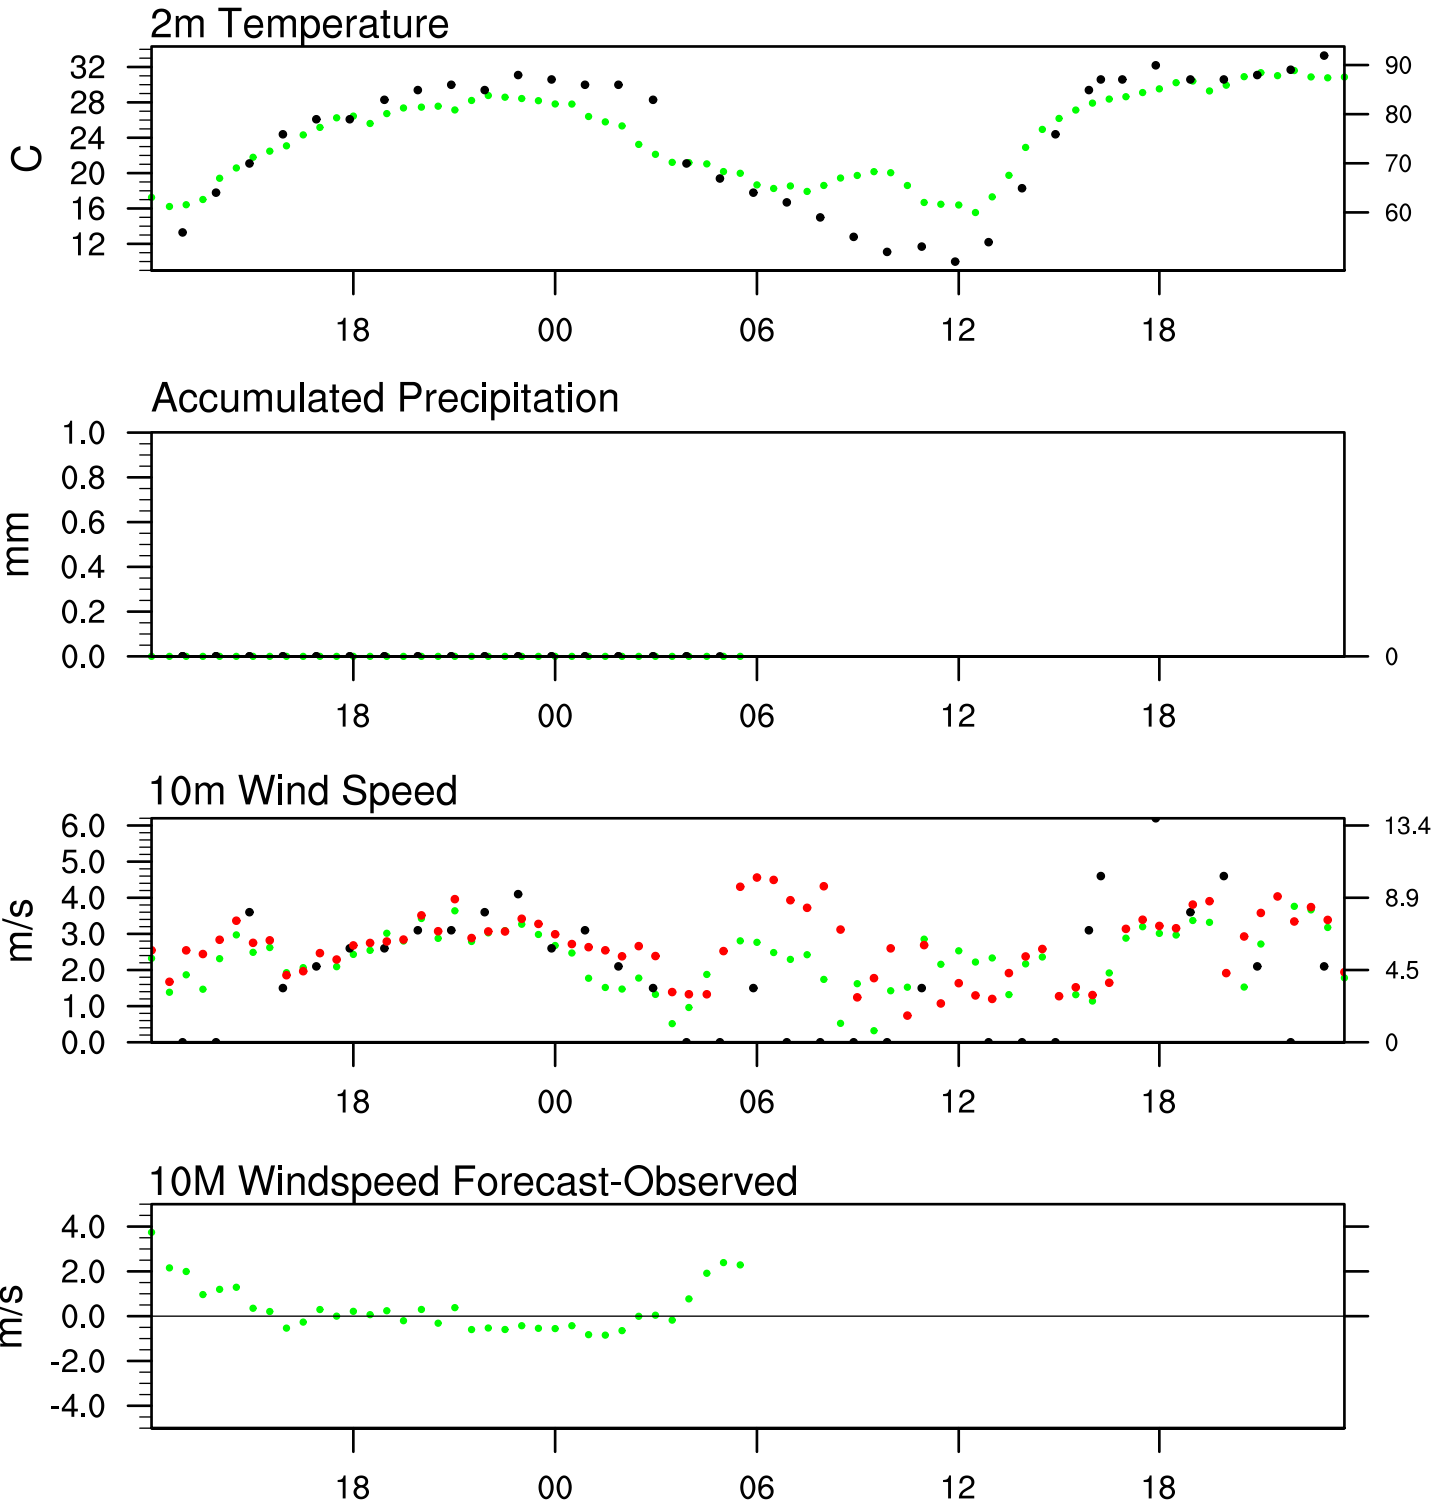 2m Temperature
32
28
24
20
16
12
C
90
80
70
60
18 00 06 12 18
Accumulated Precipitation
1.0
0.8
0.6
0.4
0.2
0.0
mm
0
18 00 06 12 18
10m Wind Speed
6.0
5.0
4.0
3.0
2.0
1.0
0.0
m/s
13.4
8.9
4.5
0
18 00 06 12 18
10M Windspeed Forecast-Observed
4.0
2.0
0.0
-2.0
-4.0
m/s
18 00 06 12 18